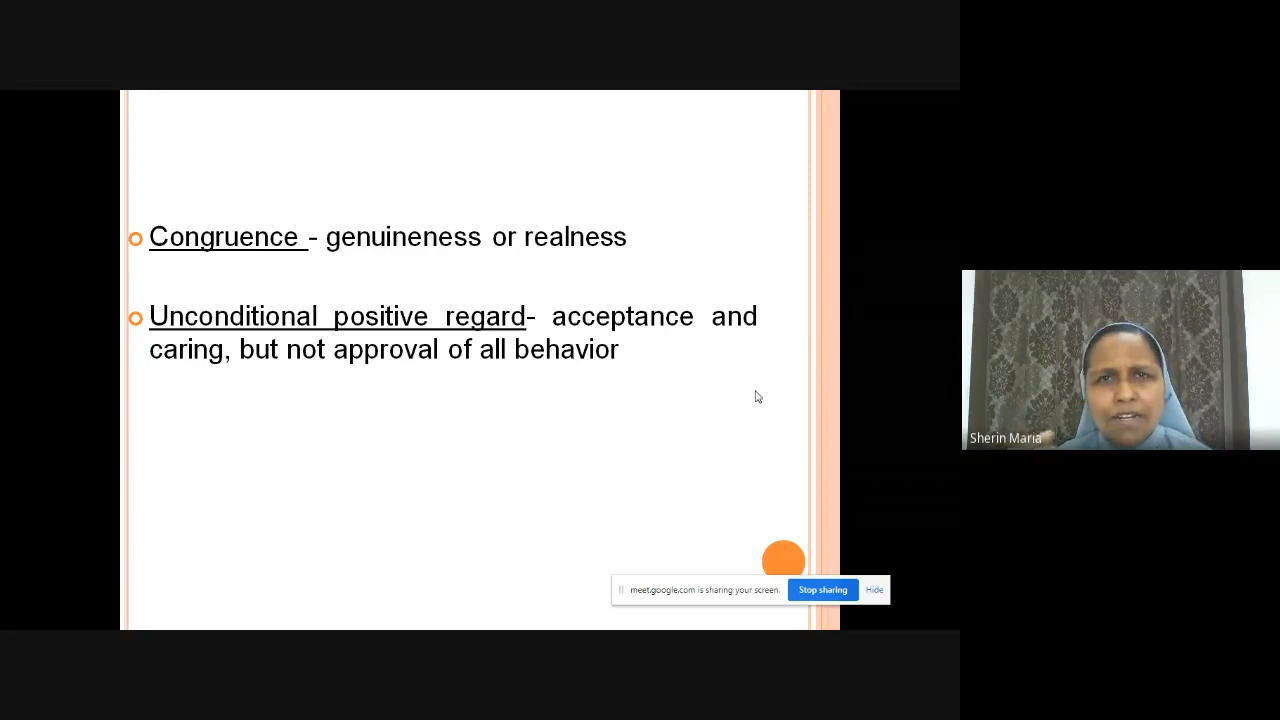 Congruence - genuineness or realness
Unconditional positive regard- acceptance and
caring, but not approval of all behavior
Sherin Maria
meet.google.com is sharing your screen.
Stop sharing
Hide